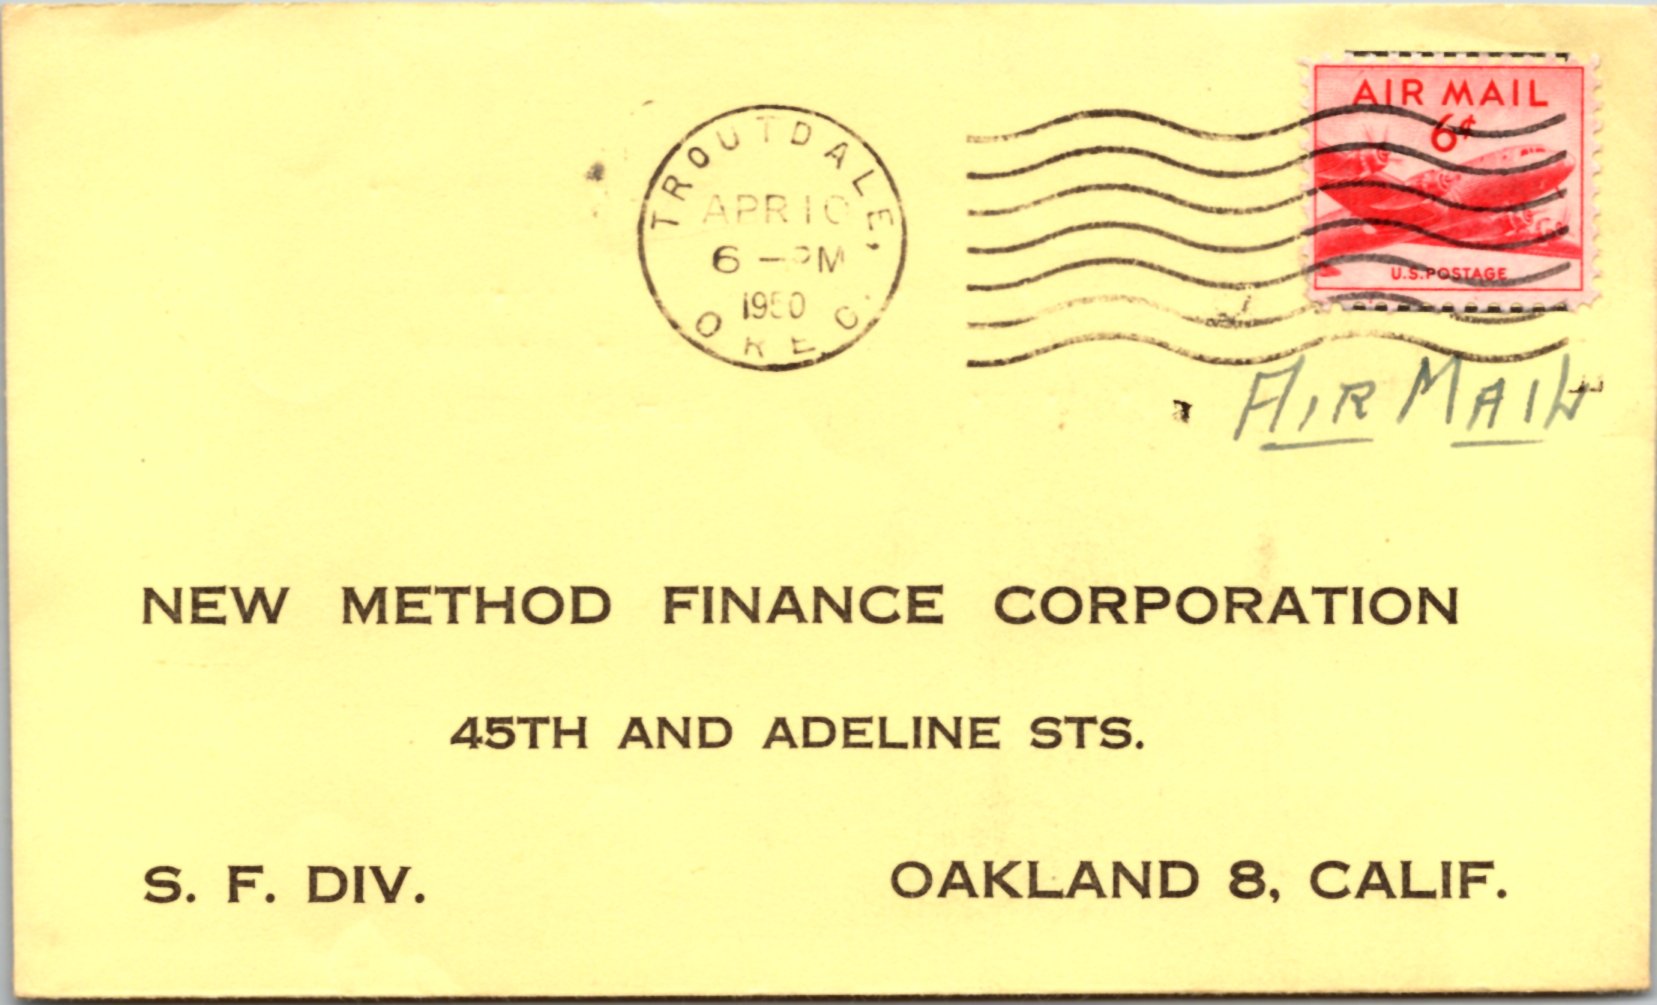 TROUTDALE,
APR 10
6 - PM
1950
OREG.
AIR MAIL
6¢
U.S. POSTAGE
AIR MAIL
NEW METHOD FINANCE CORPORATION
45TH AND ADELINE STS.
S. F. DIV.
OAKLAND 8, CALIF.